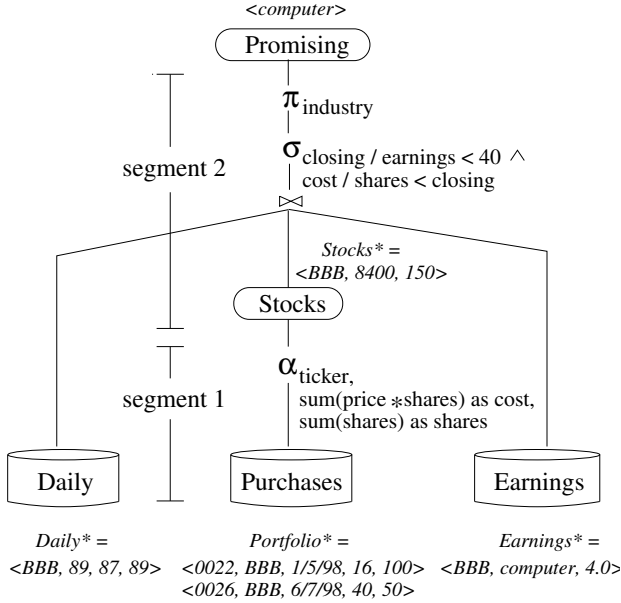 <computer>
Promising
π industry
σ closing / earnings < 40 ∧
cost / shares < closing
segment 2
⋈
Stocks* =
<BBB, 8400, 150>
Stocks
α ticker,
sum(price *shares) as cost,
sum(shares) as shares
segment 1
Daily
Purchases
Earnings
Daily* =
<BBB, 89, 87, 89>
Portfolio* =
<0022, BBB, 1/5/98, 16, 100>
<0026, BBB, 6/7/98, 40, 50>
Earnings* =
<BBB, computer, 4.0>